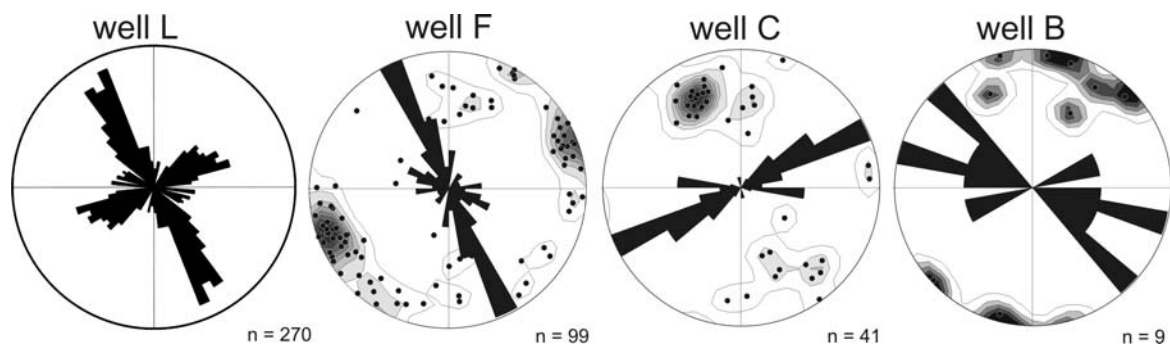 well L well F well C well B
n = 270 n = 99 n = 41 n = 9